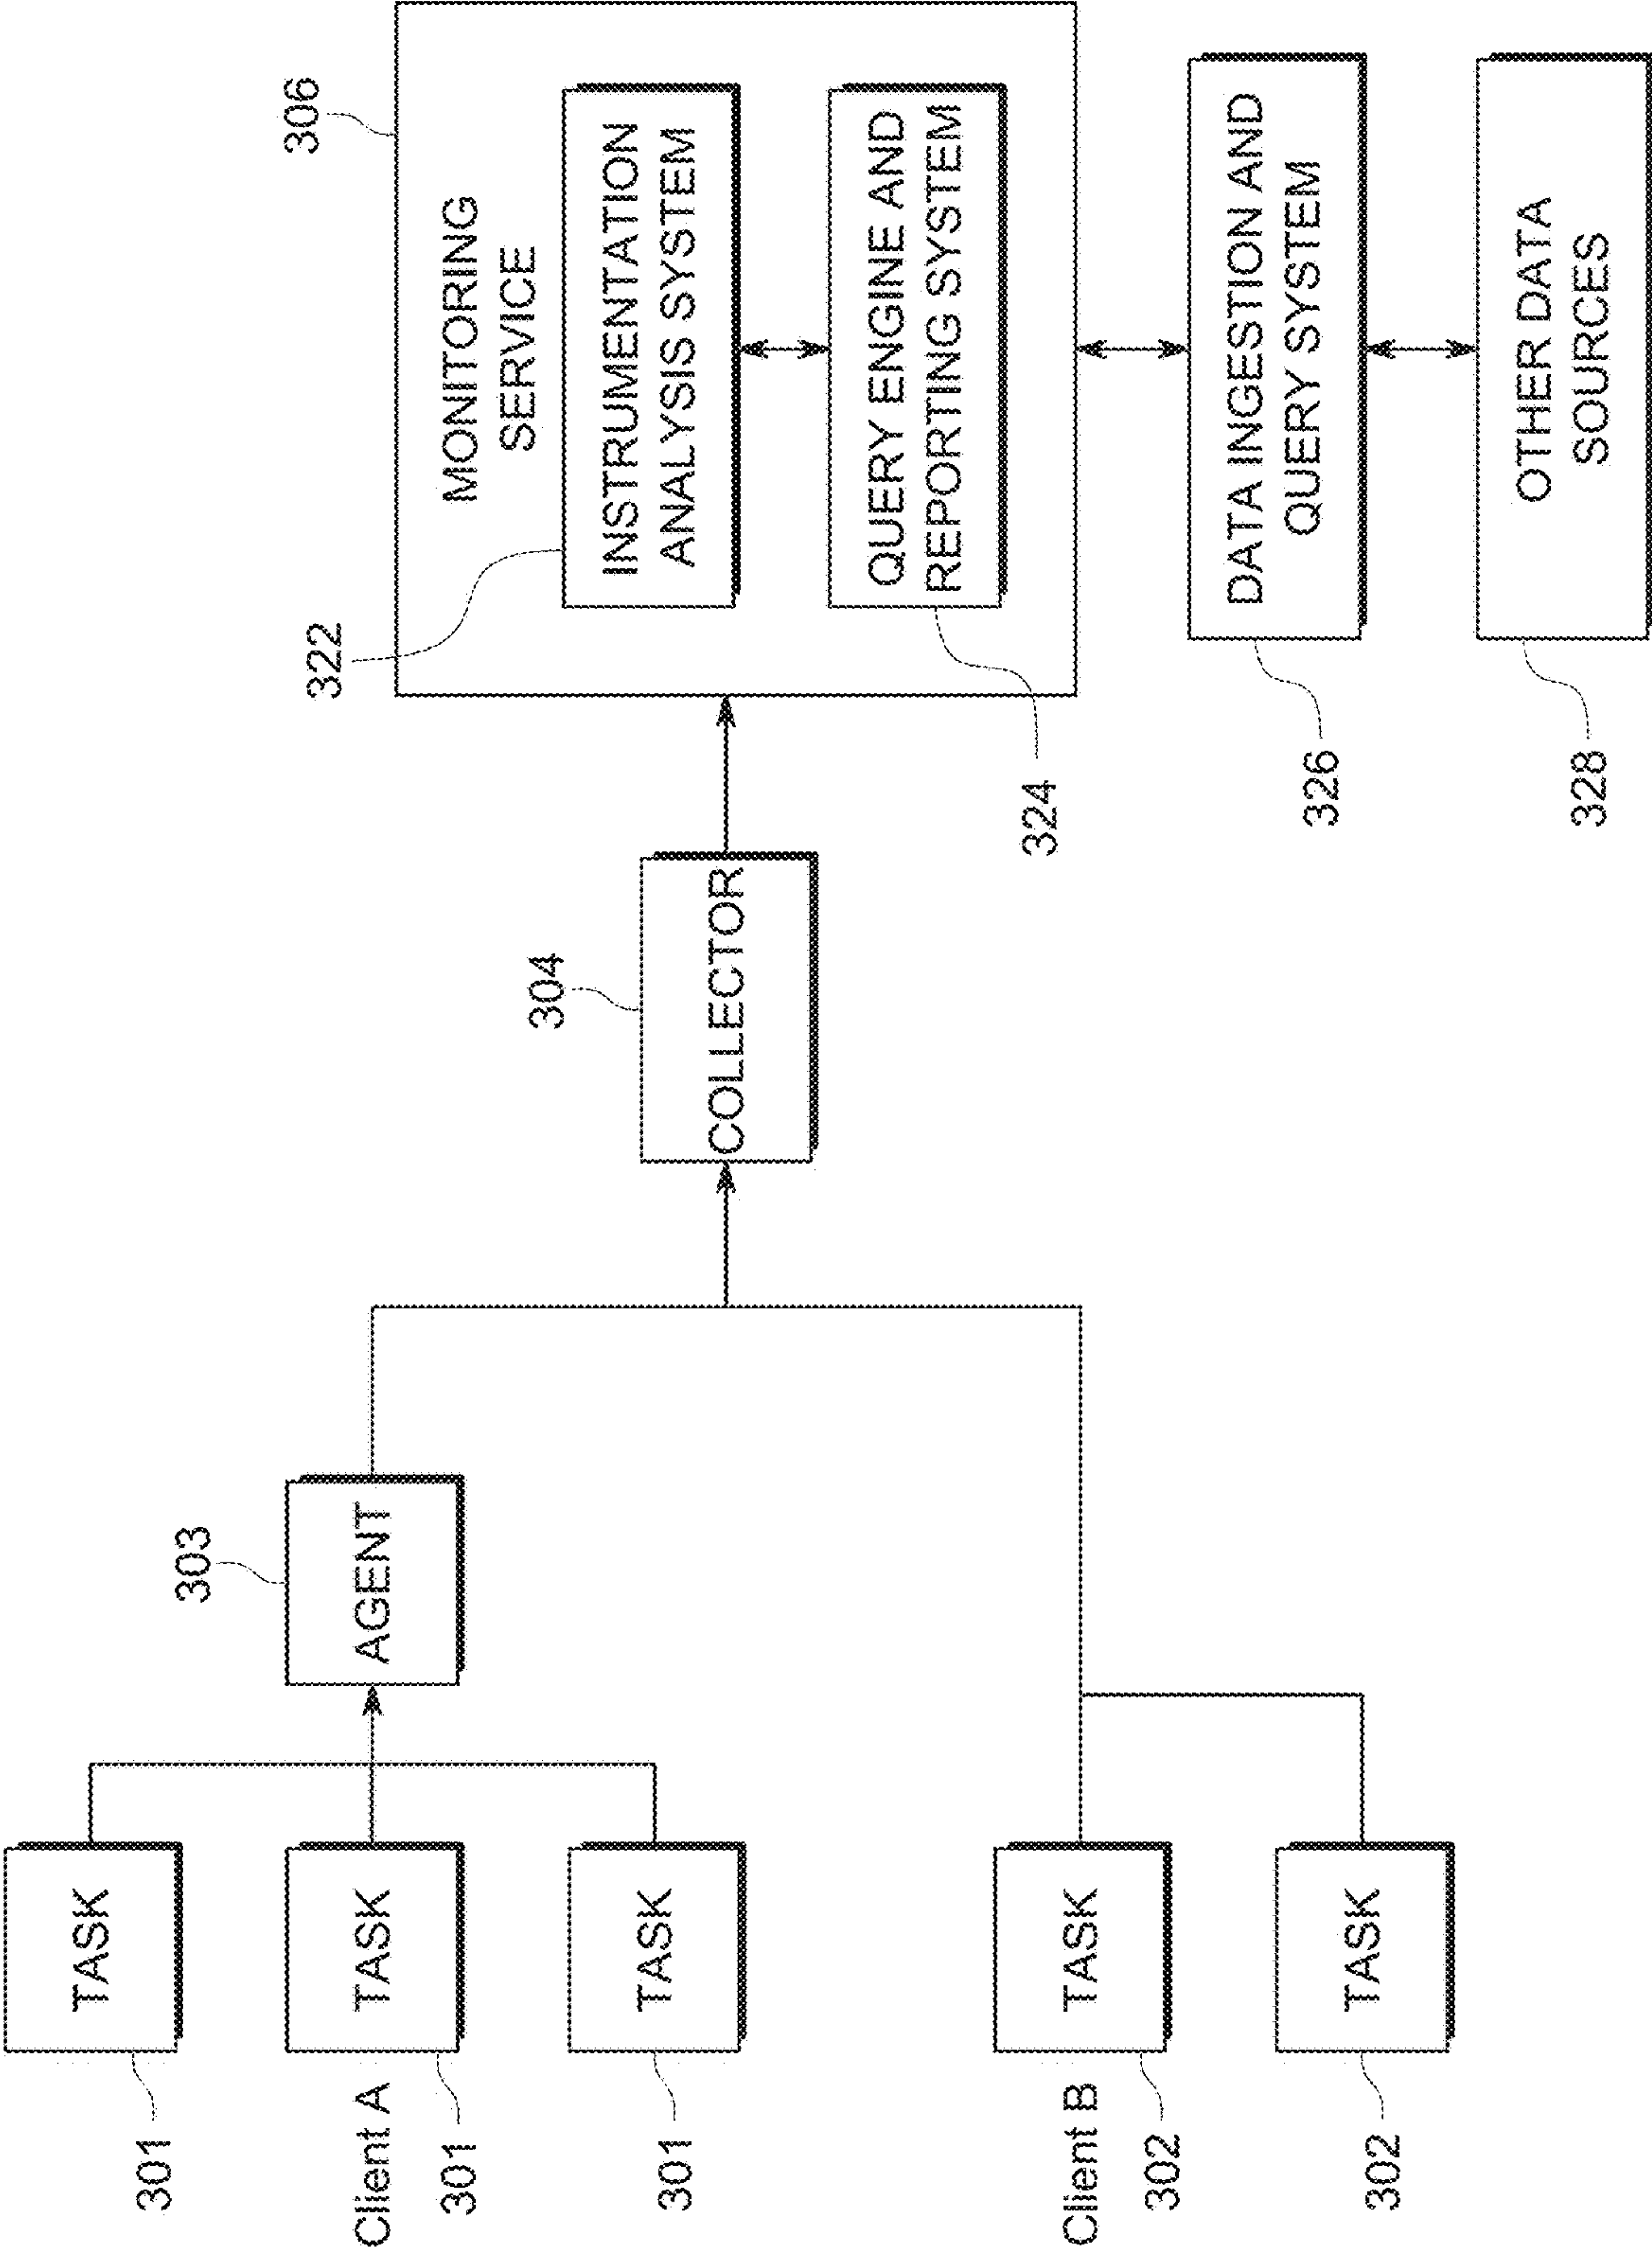 301
TASK
Client A
301
TASK
301
TASK
303
AGENT
Client B
302
TASK
302
TASK
304
COLLECTOR
306
MONITORING
SERVICE
322
INSTRUMENTATION
ANALYSIS SYSTEM
324
QUERY ENGINE AND
REPORTING SYSTEM
326
DATA INGESTION AND
QUERY SYSTEM
328
OTHER DATA
SOURCES